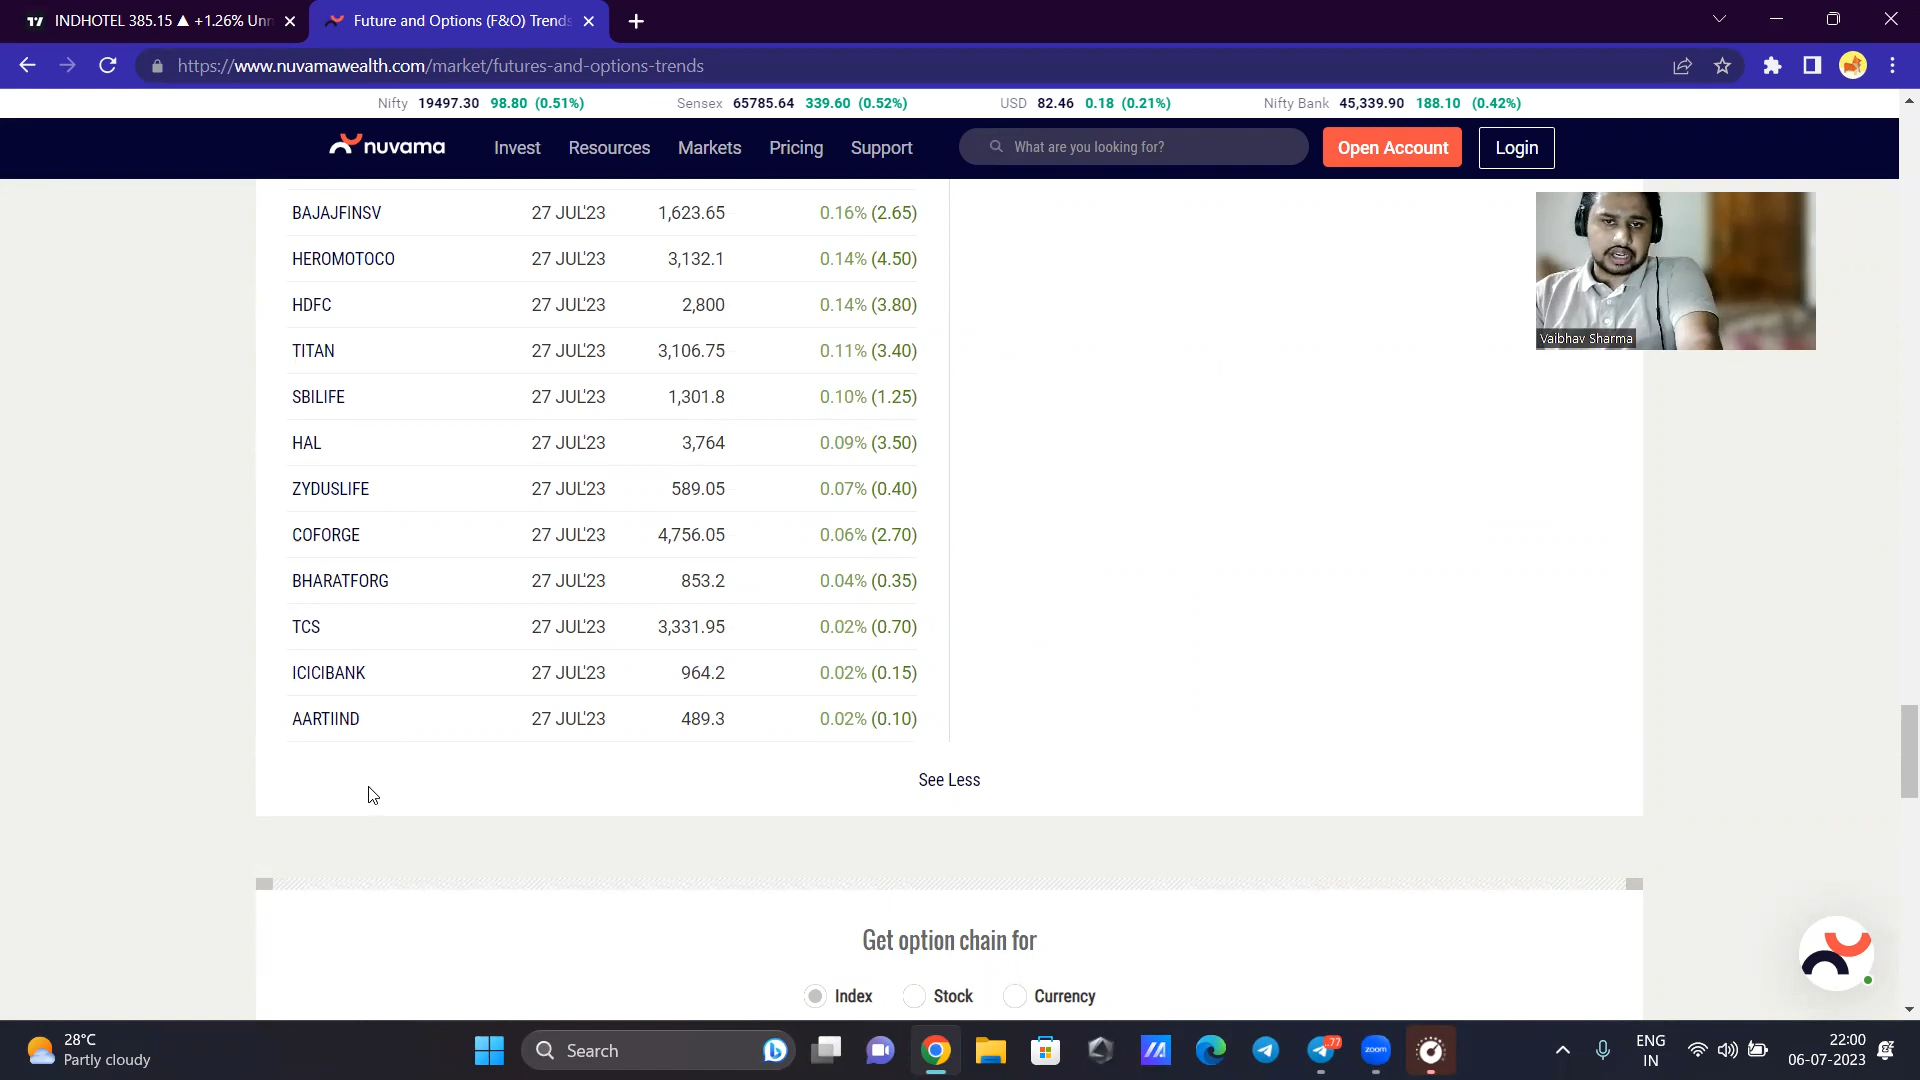 INDHOTEL 385.15 ▲ +1.26% Unn
Future and Options (F&O) Trends
https://www.nuvamawealth.com/market/futures-and-options-trends
Nifty 19497.30 98.80 (0.51%) Sensex 65785.64 339.60 (0.52%) USD 82.46 0.18 (0.21%) Nifty Bank 45,339.90 188.10 (0.42%)
nuvama Invest Resources Markets Pricing Support What are you looking for? Open Account Login
BAJAJFINSV 27 JUL'23 1,623.65 0.16% (2.65)
HEROMOTOCO 27 JUL'23 3,132.1 0.14% (4.50)
HDFC 27 JUL'23 2,800 0.14% (3.80)
TITAN 27 JUL'23 3,106.75 0.11% (3.40)
SBILIFE 27 JUL'23 1,301.8 0.10% (1.25)
HAL 27 JUL'23 3,764 0.09% (3.50)
ZYDUSLIFE 27 JUL'23 589.05 0.07% (0.40)
COFORGE 27 JUL'23 4,756.05 0.06% (2.70)
BHARATFORG 27 JUL'23 853.2 0.04% (0.35)
TCS 27 JUL'23 3,331.95 0.02% (0.70)
ICICIBANK 27 JUL'23 964.2 0.02% (0.15)
AARTIIND 27 JUL'23 489.3 0.02% (0.10)
See Less
Vaibhav Sharma
Get option chain for
Index Stock Currency
28°C
Partly cloudy
Search
77
zoom
ENG
IN
22:00
06-07-2023